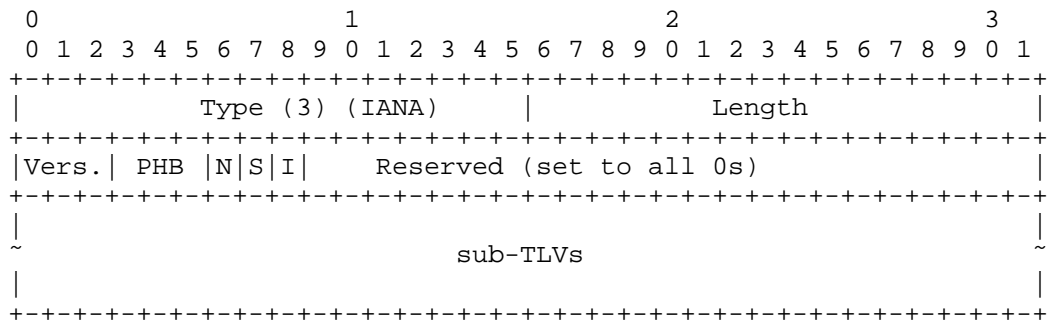 0                   1                   2                   3
 0 1 2 3 4 5 6 7 8 9 0 1 2 3 4 5 6 7 8 9 0 1 2 3 4 5 6 7 8 9 0 1
+-+-+-+-+-+-+-+-+-+-+-+-+-+-+-+-+-+-+-+-+-+-+-+-+-+-+-+-+-+-+-+-+
|           Type (3) (IANA)     |           Length              |
+-+-+-+-+-+-+-+-+-+-+-+-+-+-+-+-+-+-+-+-+-+-+-+-+-+-+-+-+-+-+-+-+
|Vers.| PHB |N|S|I|    Reserved (set to all 0s)                 |
+-+-+-+-+-+-+-+-+-+-+-+-+-+-+-+-+-+-+-+-+-+-+-+-+-+-+-+-+-+-+-+-+
|                                                               |
~                           sub-TLVs                            ~
|                                                               |
+-+-+-+-+-+-+-+-+-+-+-+-+-+-+-+-+-+-+-+-+-+-+-+-+-+-+-+-+-+-+-+-+